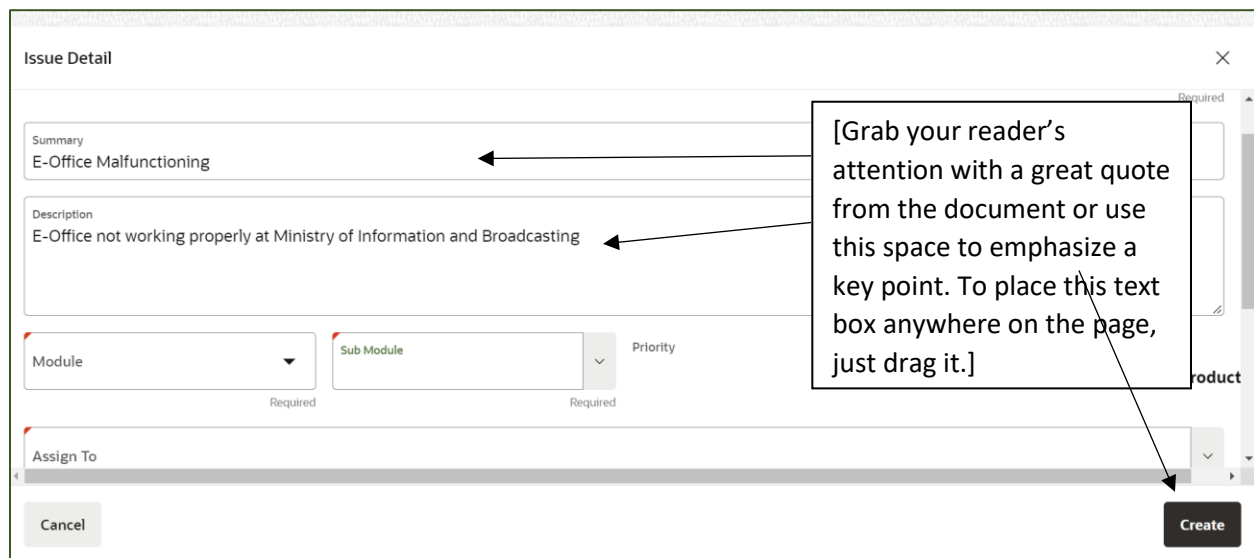 Issue Detail
Required
Summary
E-Office Malfunctioning
Description
E-Office not working properly at Ministry of Information and Broadcasting
[Grab your reader’s
attention with a great quote
from the document or use
this space to emphasize a
key point. To place this text
box anywhere on the page,
just drag it.]
Module
Required
Sub Module
Required
Priority
roduct
Assign To
Cancel
Create